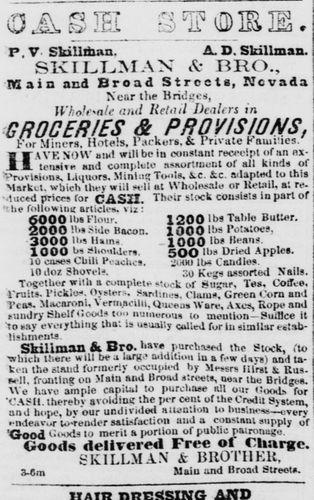 CASH STORE.
P. V. Skillman, A. D. Skillman.
SKILLMAN & BRO.,
Main and Broad Streets, Nevada
Near the Bridges,
Wholesale and Retail Dealers in
GROCERIES & PROVISIONS,
For Miners, Hotels, Packers, & Private Families.
HAVE NOW and will be in constant receeipt of an ex-
tensive and complete assortment of all kinds of
Provisions, Liquors, Mining Tools, &c. &c. adapted to this
Market, which they will sell at Wholesale or Retail, at re-
duced prices for CASH. Their stock consists in part of
the following articles, viz:
5000 lbs Flour, 1200 lbs Table Butter.
2000 lbs Side Bacon. 1000 lbs Potatoes,
3000 lbs Hams. 1000 lbs Beans.
1000 lbs Shoulders. 500 lbs Dried Apples.
10 cases Chili Peaches. 2000 lbs Candles.
10 doz Shovels. 30 Kegs assorted Nails.
Together with a complete stock of Sugar, Tea, Coffee,
Fruits, Pickles, Oysters, Sardines, Clams, Green Corn and
Peas, Macaroni, Vermacilli, Queens Ware, Axes, Rope and
sundry Shelf Goods too numerous to mention—Suffice it
to say everything that is usually called for in similar estab-
lishments.
Skillman & Bro. have purchased the Stock, (to
which there will be a large addition in a few days) and ta-
ken the stand formerly occupied by Messrs Hirst & Rus-
sell, fronting on Main and Broad streets, near the Bridges.
We have ample capital to purchase all our Goods for
CASH, thereby avoiding the per cent of the Credit System,
and hope, by our undivided attention to business—every
endeavor to render satisfaction and a constant supply of
Good Goods to merit a portion of public patronage.
Goods delivered Free of Charge.
SKILLMAN & BROTHER,
3-6m Main and Broad Streets.
HAIR DRESSING AND